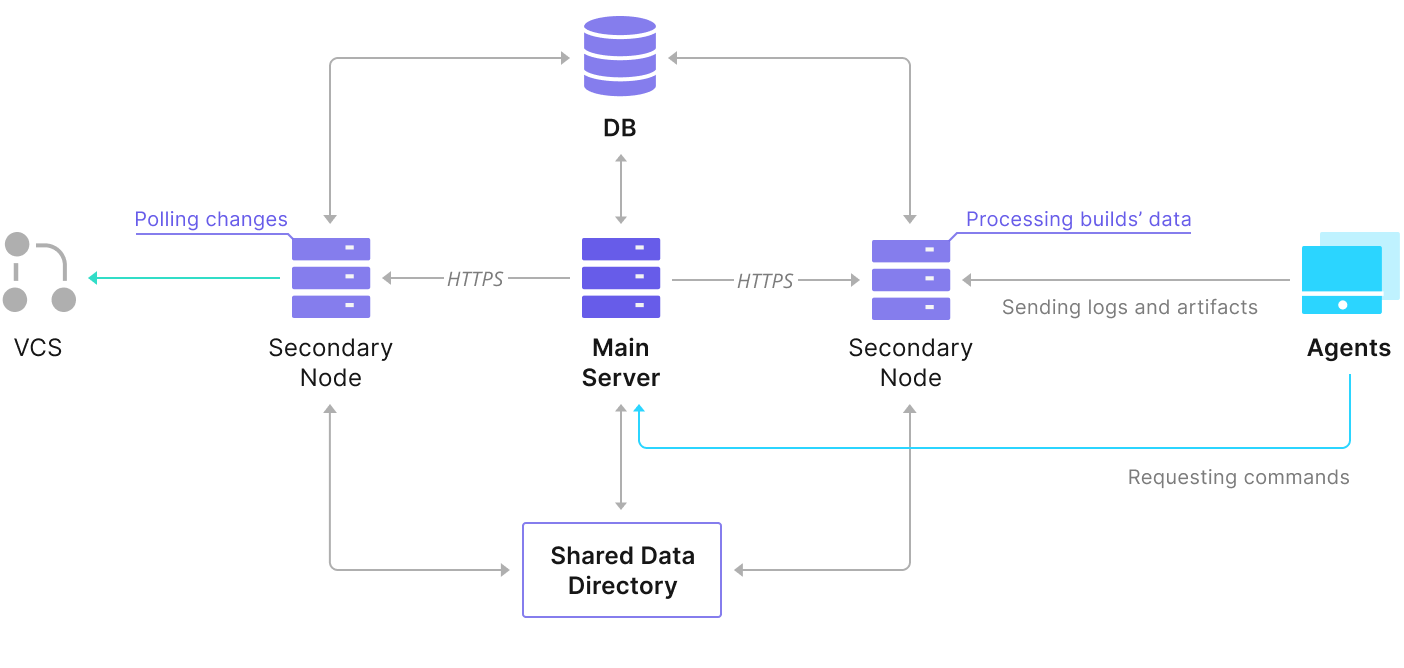 DB
Polling changes
Processing builds’ data
HTTPS
HTTPS
Sending logs and artifacts
VCS
Secondary
Node
Main
Server
Secondary
Node
Agents
Requesting commands
Shared Data
Directory